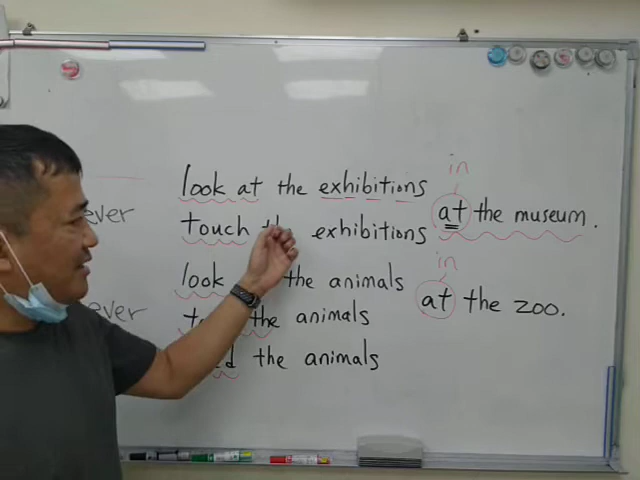 in
look at the exhibitions
ever
touch the exhibitions
at the museum.
in
look the animals
ever
at the zoo.
the animals
the animals